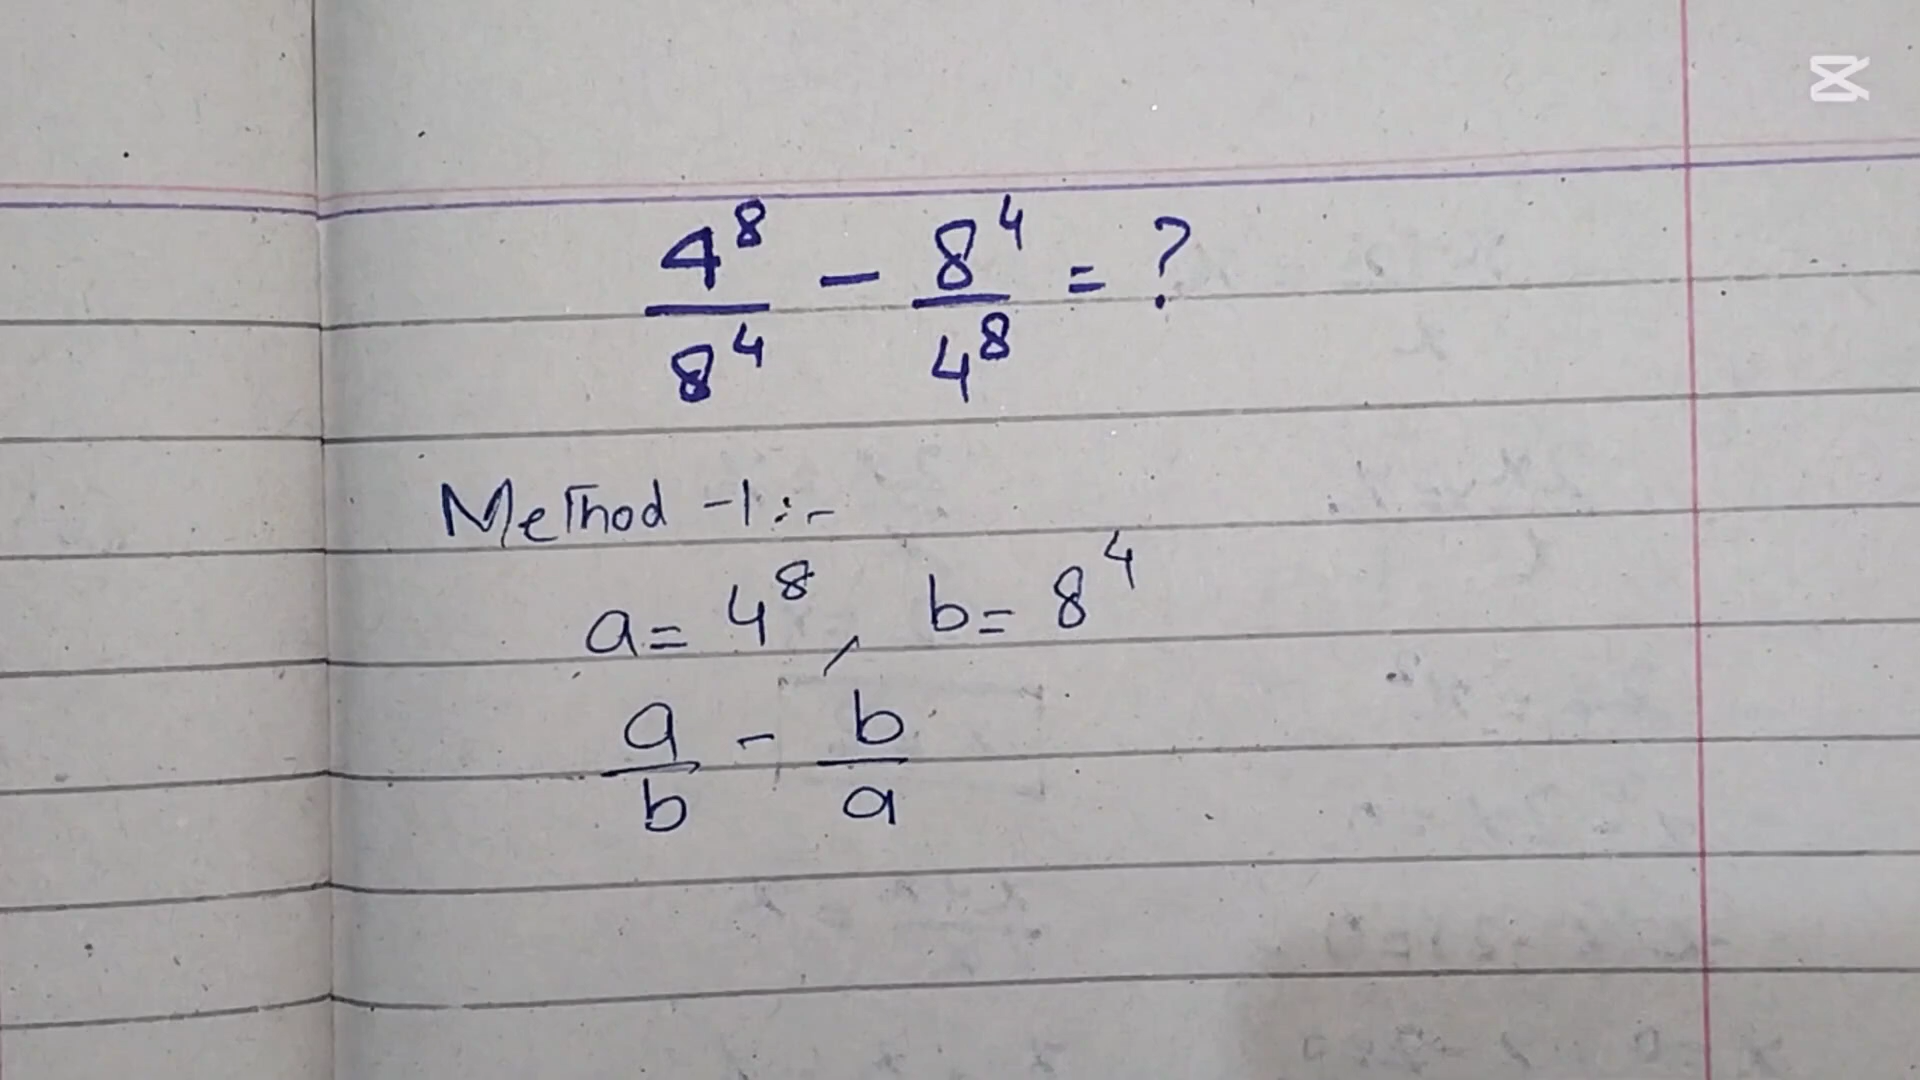 4^8/8^4 - 8^4/4^8 = ?
Method -1:-
a= 4^8, b= 8^4
a/b - b/a